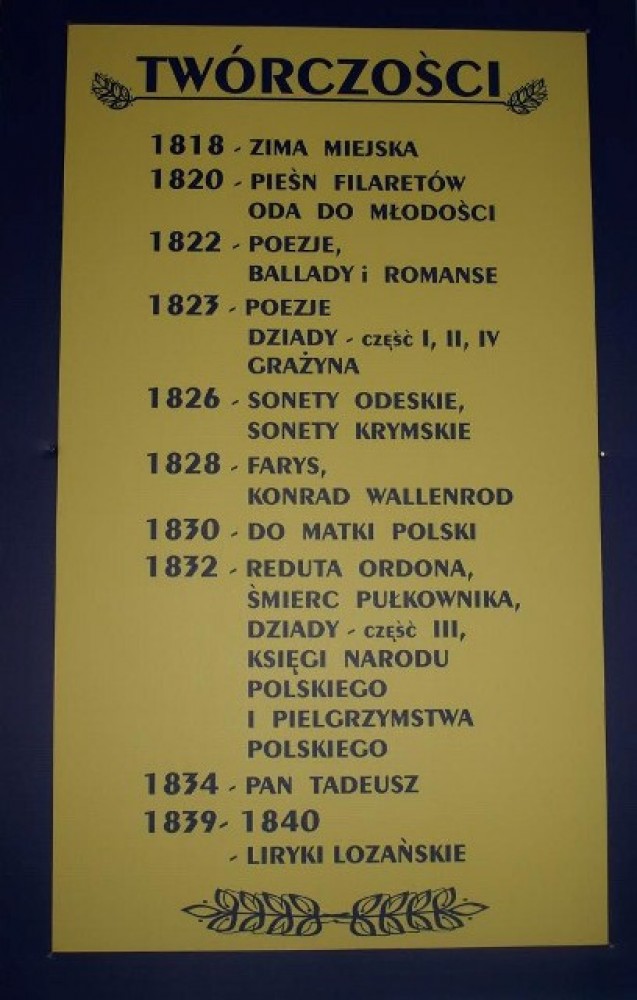 TWÓRCZOŚCI
1818 - ZIMA MIEJSKA
1820 - PIEŚN FILARETÓW
ODA DO MŁODOŚCI
1822 - POEZJE,
BALLADY i ROMANSE
1823 - POEZJE
DZIADY - część I, II, IV
GRAŻYNA
1826 - SONETY ODESKIE,
SONETY KRYMSKIE
1828 - FARYS,
KONRAD WALLENROD
1830 - DO MATKI POLSKI
1832 - REDUTA ORDONA,
ŚMIERC PUŁKOWNIKA,
DZIADY - część III,
KSIĘGI NARODU
POLSKIEGO
I PIELGRZYMSTWA
POLSKIEGO
1834 - PAN TADEUSZ
1839- 1840
- LIRYKI LOZAŃSKIE